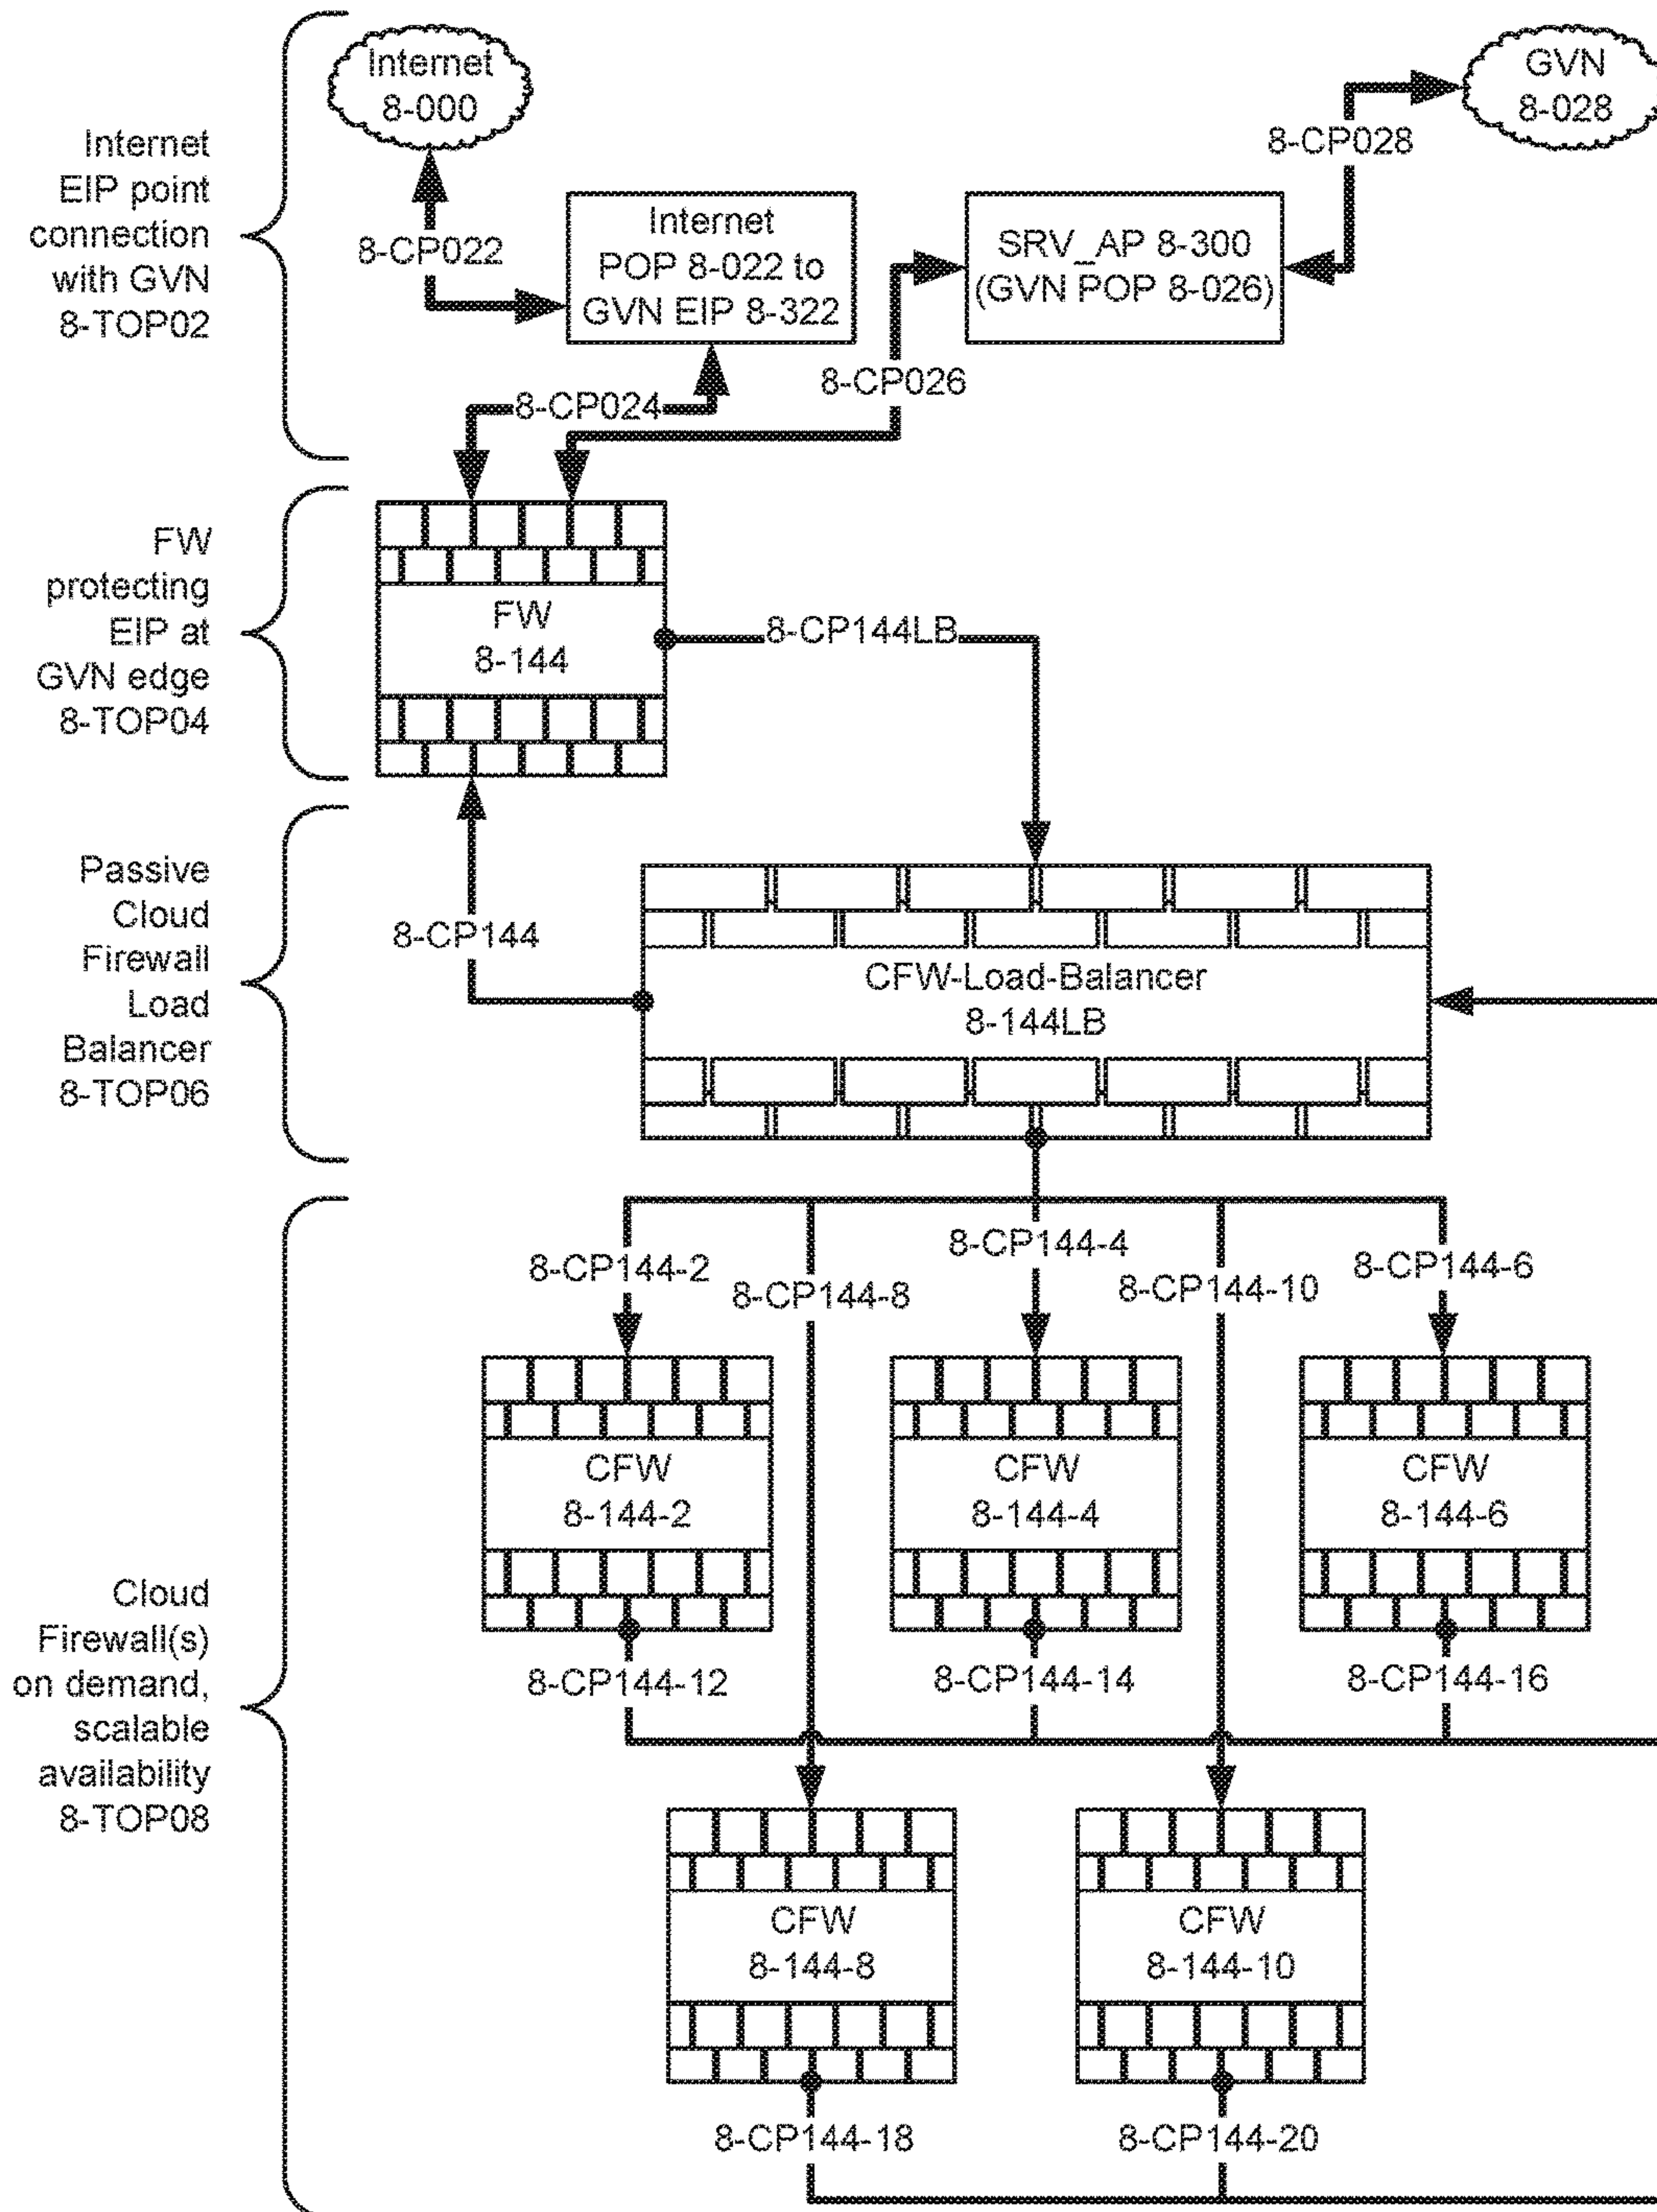 Internet
8-000
GVN
8-028
8-CP028
Internet
EIP point
connection
with GVN
8-TOP02
8-CP022
Internet
POP 8-022 to
GVN EIP 8-322
SRV_AP 8-300
(GVN POP 8-026)
8-CP024
8-CP026
FW
protecting
EIP at
GVN edge
8-TOP04
FW
8-144
8-CP144LB
Passive
Cloud
Firewall
Load
Balancer
8-TOP06
8-CP144
CFW-Load-Balancer
8-144LB
8-CP144-2
8-CP144-8
8-CP144-4
8-CP144-10
8-CP144-6
CFW
8-144-2
CFW
8-144-4
CFW
8-144-6
8-CP144-12
8-CP144-14
8-CP144-16
Cloud
Firewall(s)
on demand,
scalable
availability
8-TOP08
CFW
8-144-8
CFW
8-144-10
8-CP144-18
8-CP144-20